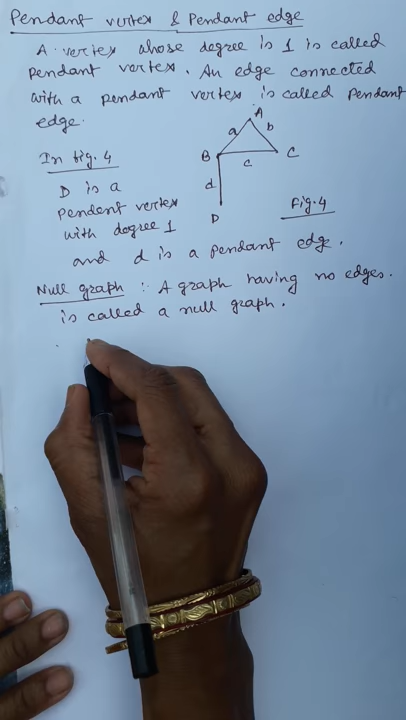 Pendant vertex & Pendant edge
A vertex whose degree is 1 is called
pendant vertex. An edge connected
with a pendant vertex is called pendant
edge.
A
a
b
In fig. 4
B
c
C
D is a
d
pendent vertex
Fig. 4
with degree 1
D
and d is a pendant edge.
Null graph : A graph having no edges.
is called a null graph.